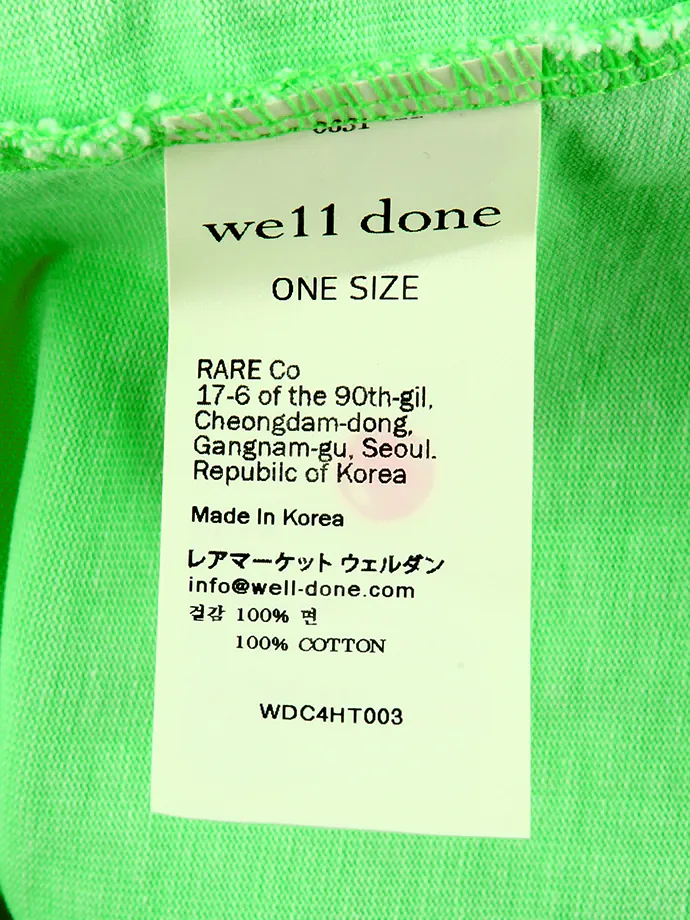 well done
ONE SIZE
RARE Co
17-6 of the 90th-gil,
Cheongdam-dong,
Gangnam-gu, Seoul.
Repubilc of Korea
Made In Korea
レアマーケット ウェルダン
info@well-done.com
겉감 100% 면
100% COTTON
WDC4HT003